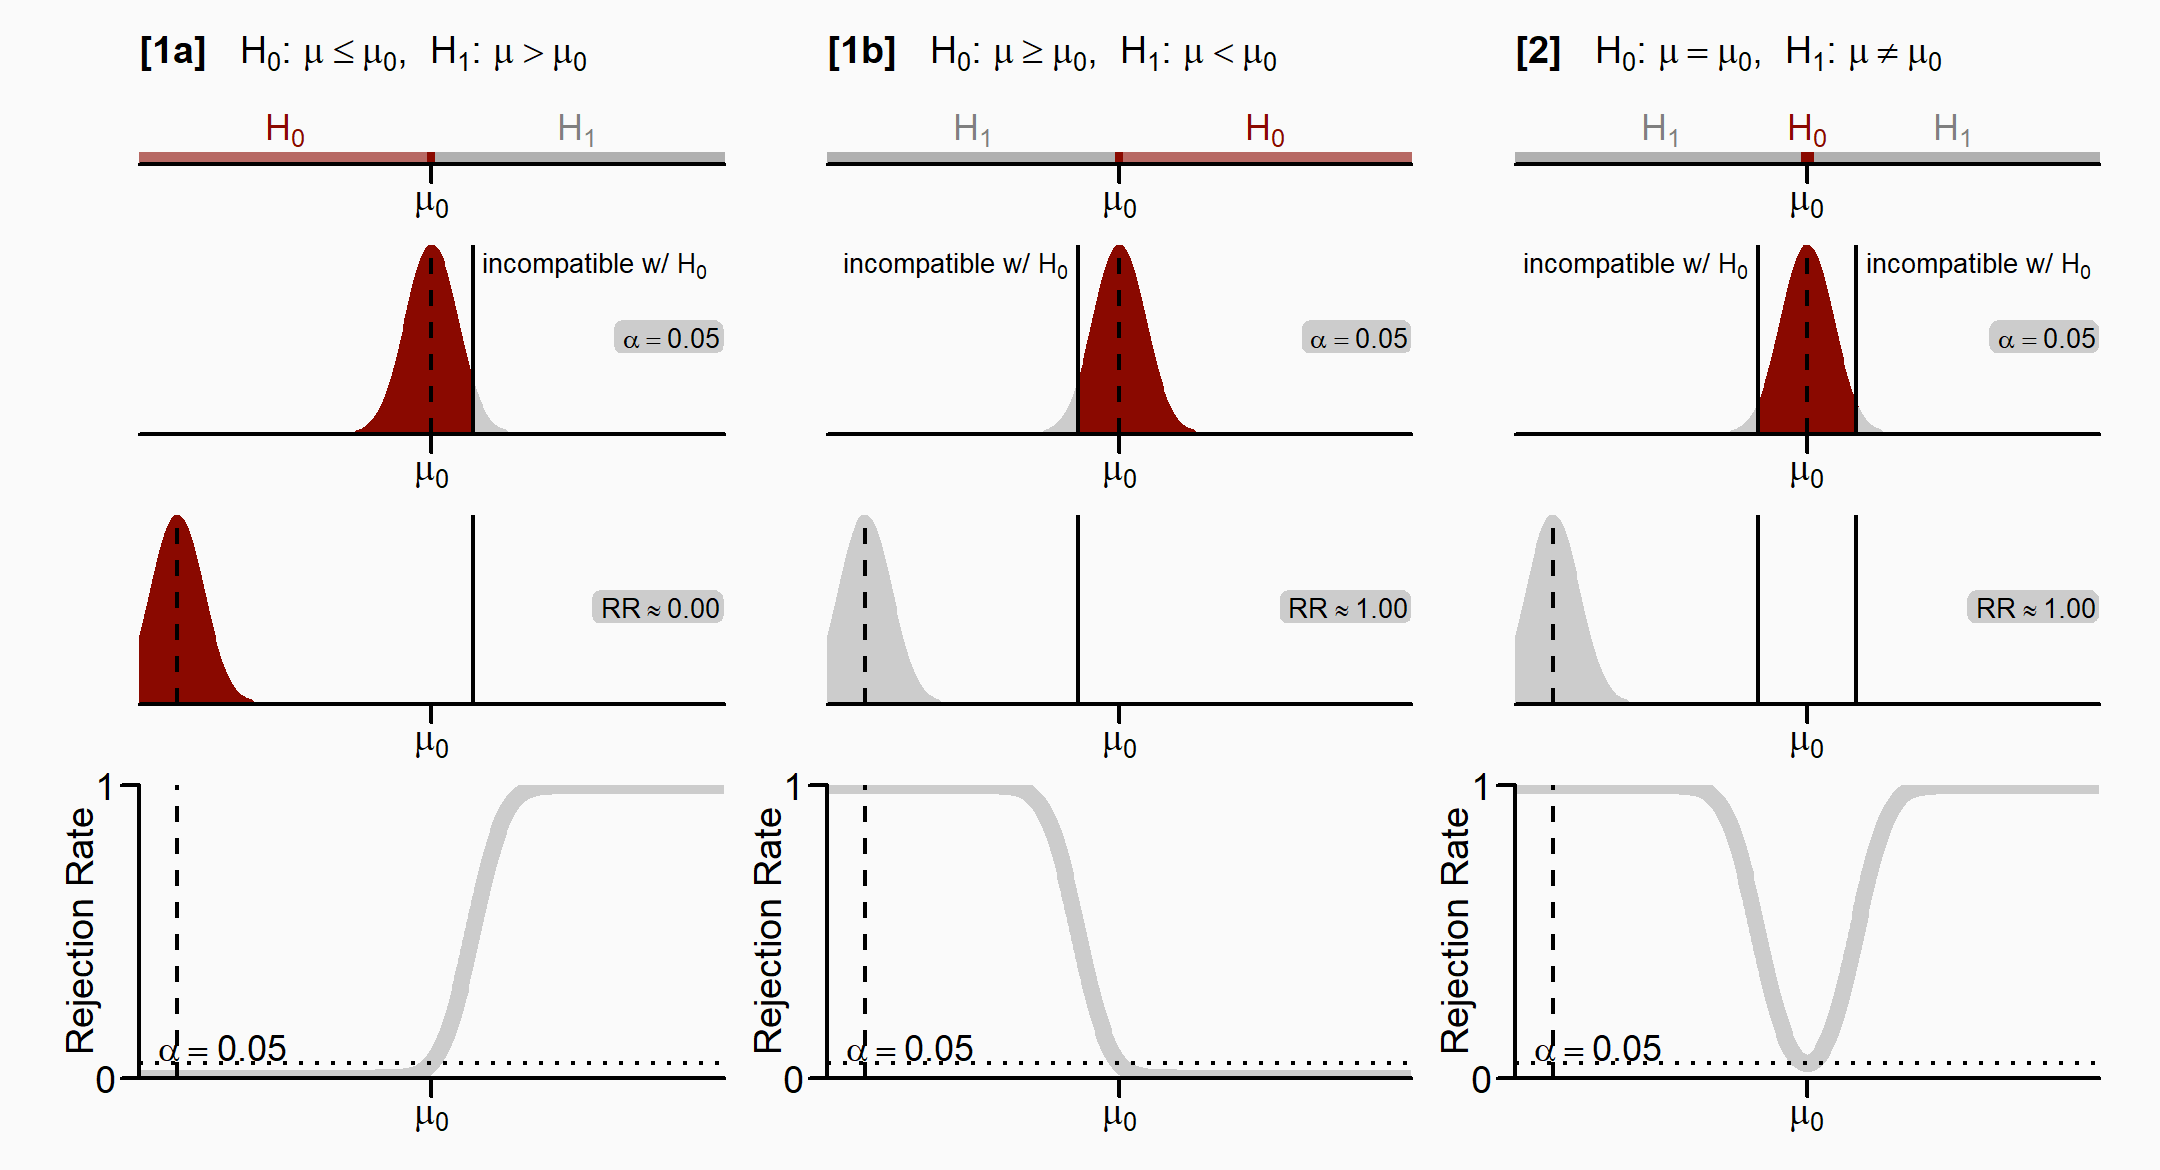 [1a] H₀: μ ≤ μ₀, H₁: μ > μ₀
H₀ H₁
μ₀
incompatible w/ H₀
α = 0.05
μ₀
RR ≈ 0.00
μ₀
1
Rejection Rate
α = 0.05
0
μ₀
[1b] H₀: μ ≥ μ₀, H₁: μ < μ₀
H₁ H₀
μ₀
incompatible w/ H₀
α = 0.05
μ₀
RR ≈ 1.00
μ₀
1
Rejection Rate
α = 0.05
0
μ₀
[2] H₀: μ = μ₀, H₁: μ ≠ μ₀
H₁ H₀ H₁
μ₀
incompatible w/ H₀ incompatible w/ H₀
α = 0.05
μ₀
RR ≈ 1.00
μ₀
1
Rejection Rate
α = 0.05
0
μ₀